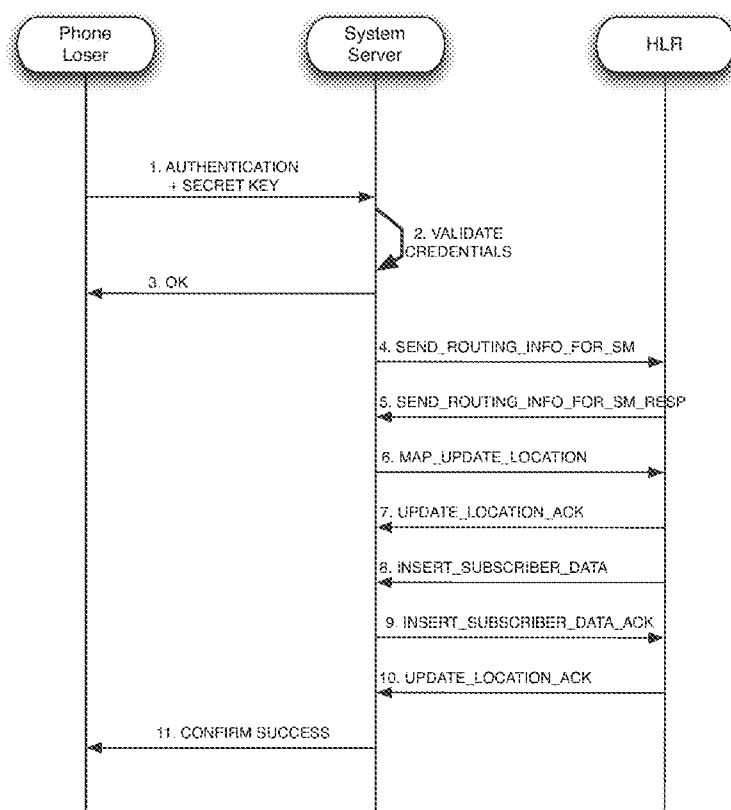 Phone
Loser
System
Server
HLR
1. AUTHENTICATION
+ SECRET KEY
2. VALIDATE
CREDENTIALS
3. OK
4. SEND_ROUTING_INFO_FOR_SM
5. SEND_ROUTING_INFO_FOR_SM_RESP
6. MAP_UPDATE_LOCATION
7. UPDATE_LOCATION_ACK
8. INSERT_SUBSCRIBER_DATA
9. INSERT_SUBSCRIBER_DATA_ACK
10. UPDATE_LOCATION_ACK
11. CONFIRM SUCCESS